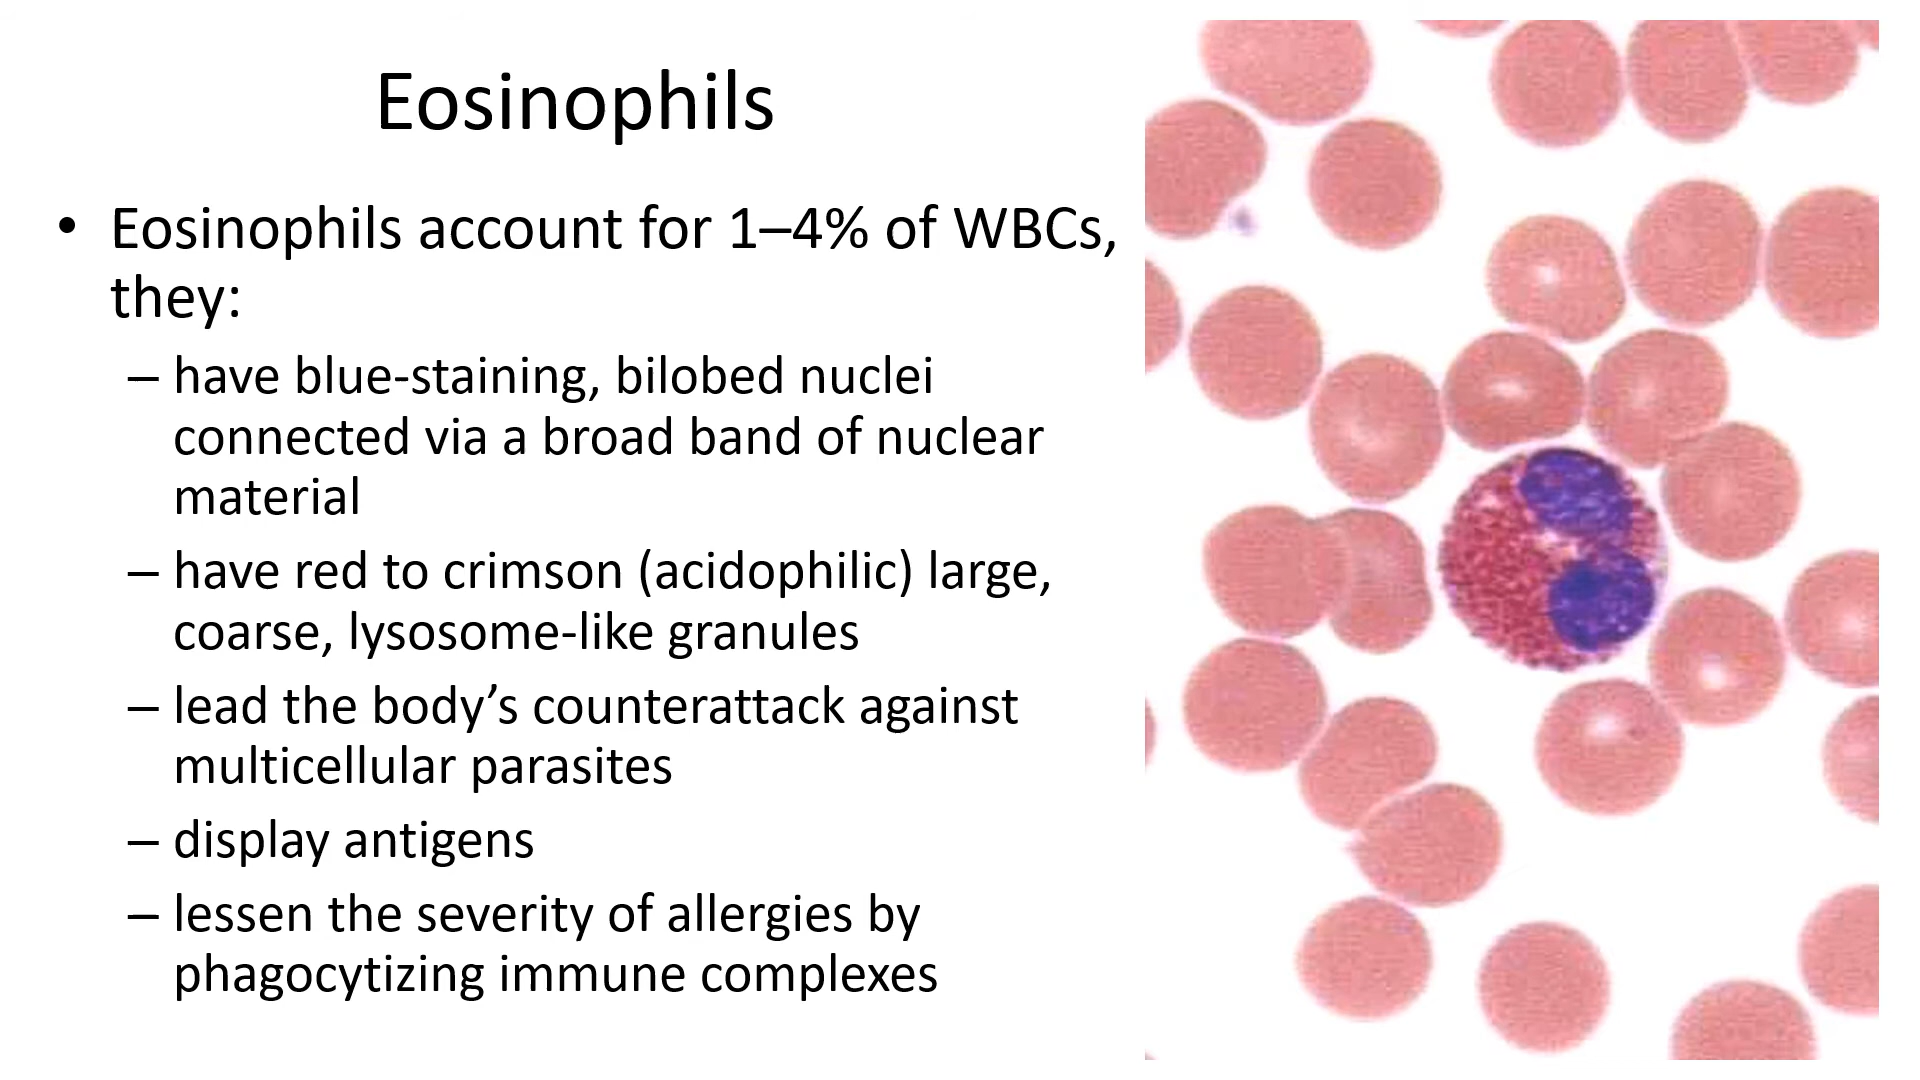 Eosinophils
• Eosinophils account for 1–4% of WBCs,
they:
– have blue-staining, bilobed nuclei
connected via a broad band of nuclear
material
– have red to crimson (acidophilic) large,
coarse, lysosome-like granules
– lead the body’s counterattack against
multicellular parasites
– display antigens
– lessen the severity of allergies by
phagocytizing immune complexes